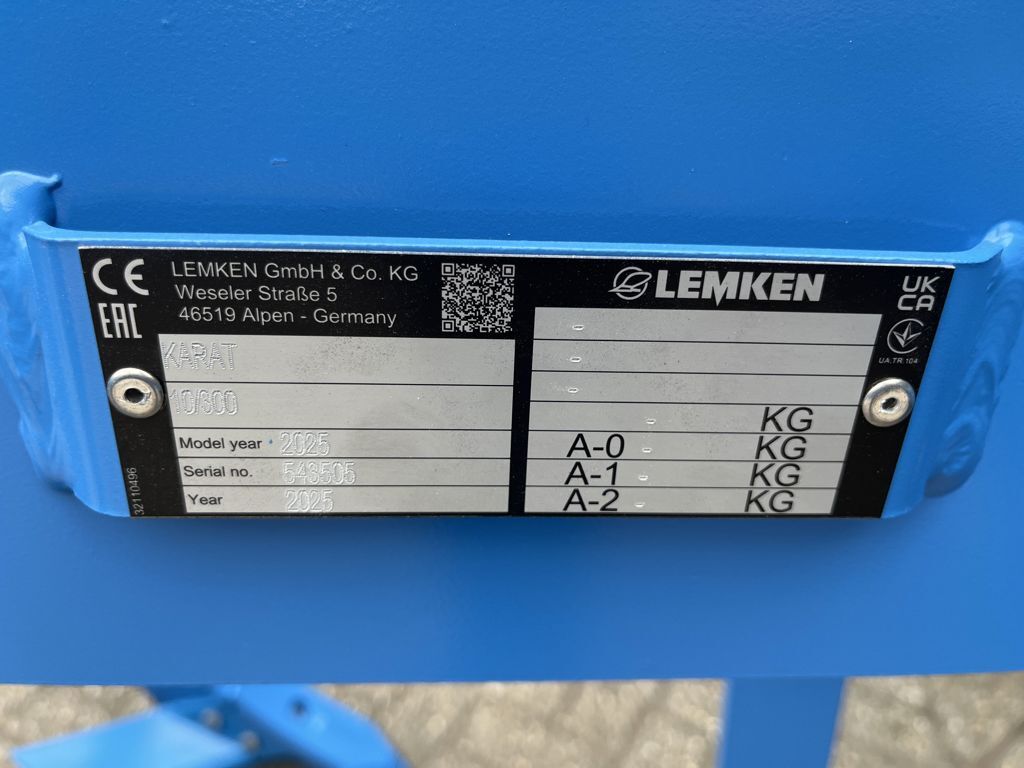 CE
EAC
LEMKEN GmbH & Co. KG
Weseler Straße 5
46519 Alpen - Germany
KARAT
10/300
Model year 2025
Serial no. 543505
Year 2025
32110496
LEMKEN
UK
CA
UA.TR.104
-
-
-
- KG
A-0 - KG
A-1 - KG
A-2 - KG